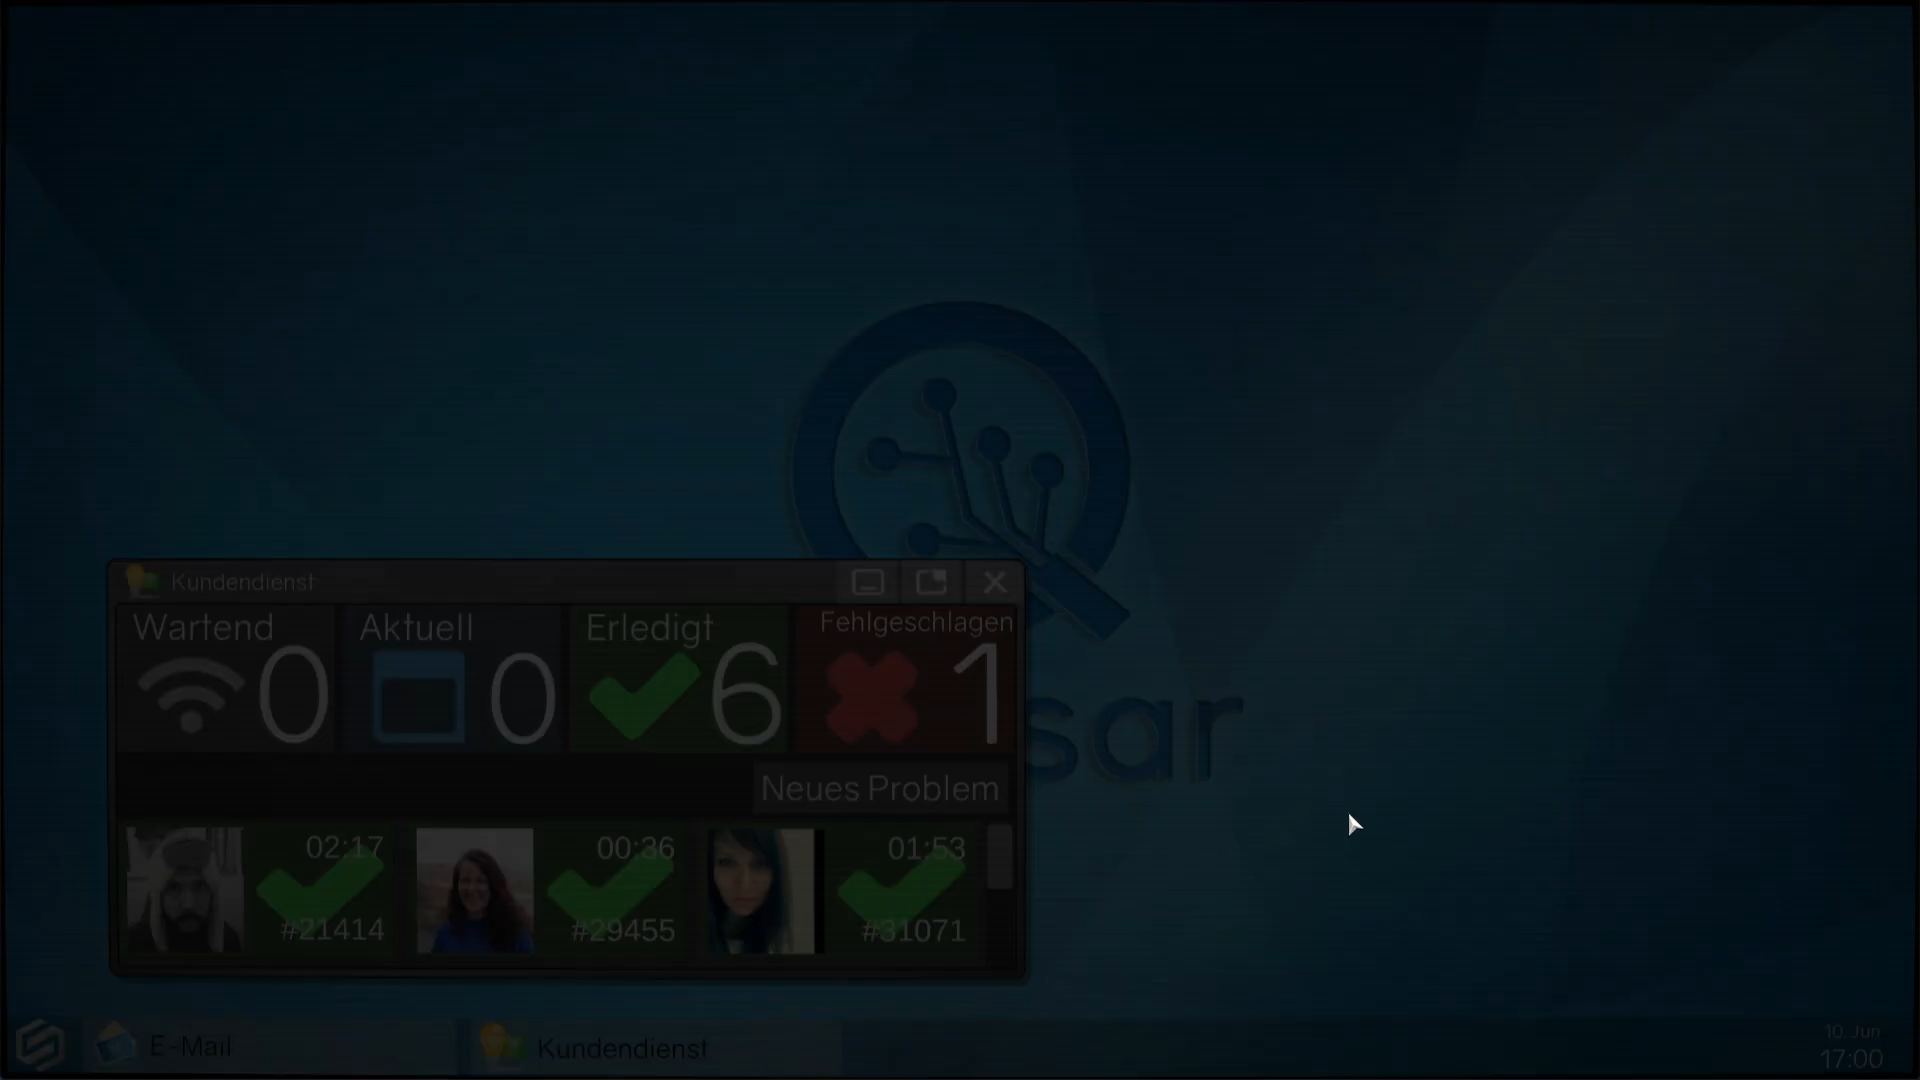 sar
Kundendienst
Wartend
0
Aktuell
0
Erledigt
6
Fehlgeschlagen
1
Neues Problem
02:17
#21414
00:36
#29455
01:53
#31071
E-Mail
Kundendienst
10. Jun
17:00